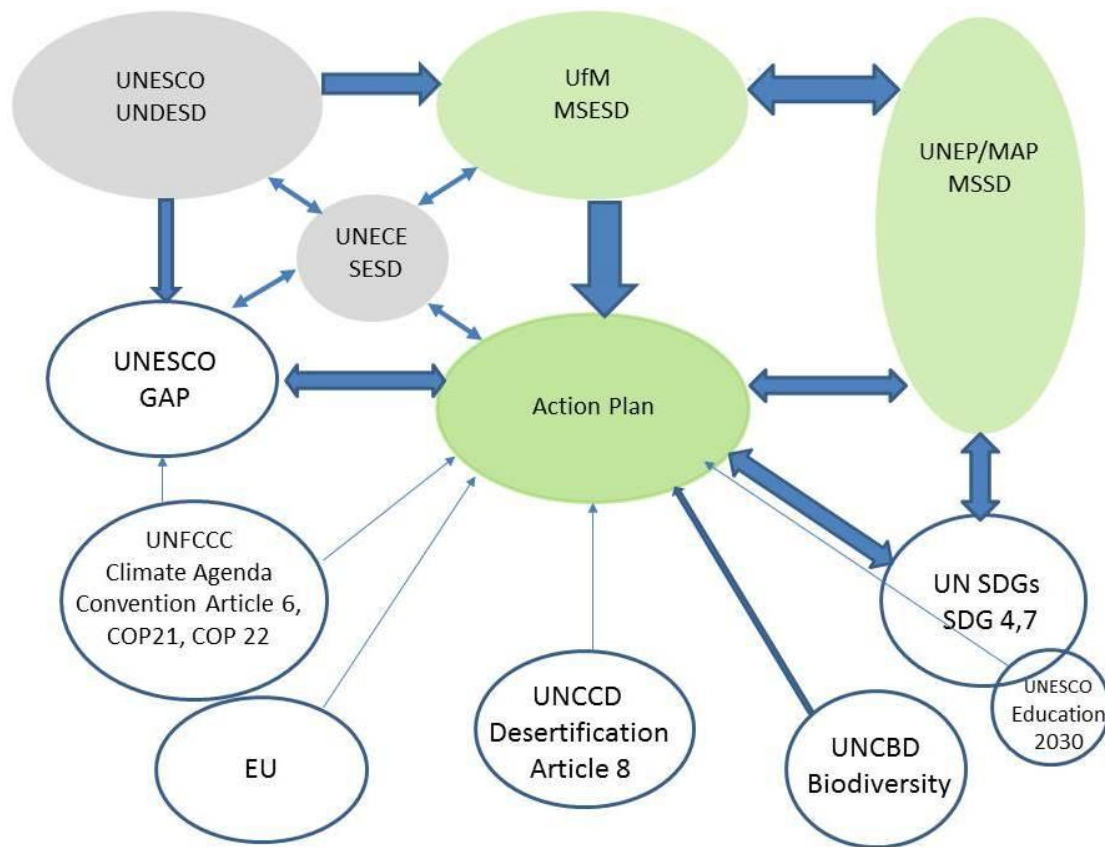 UNESCO
UNDESD
UfM
MSESD
UNEP/MAP
MSSD
UNECE
SESD
UNESCO
GAP
Action Plan
UNFCCC
Climate Agenda
Convention Article 6,
COP21, COP 22
UN SDGs
SDG 4,7
UNESCO
Education
2030
EU
UNCCD
Desertification
Article 8
UNCBD
Biodiversity